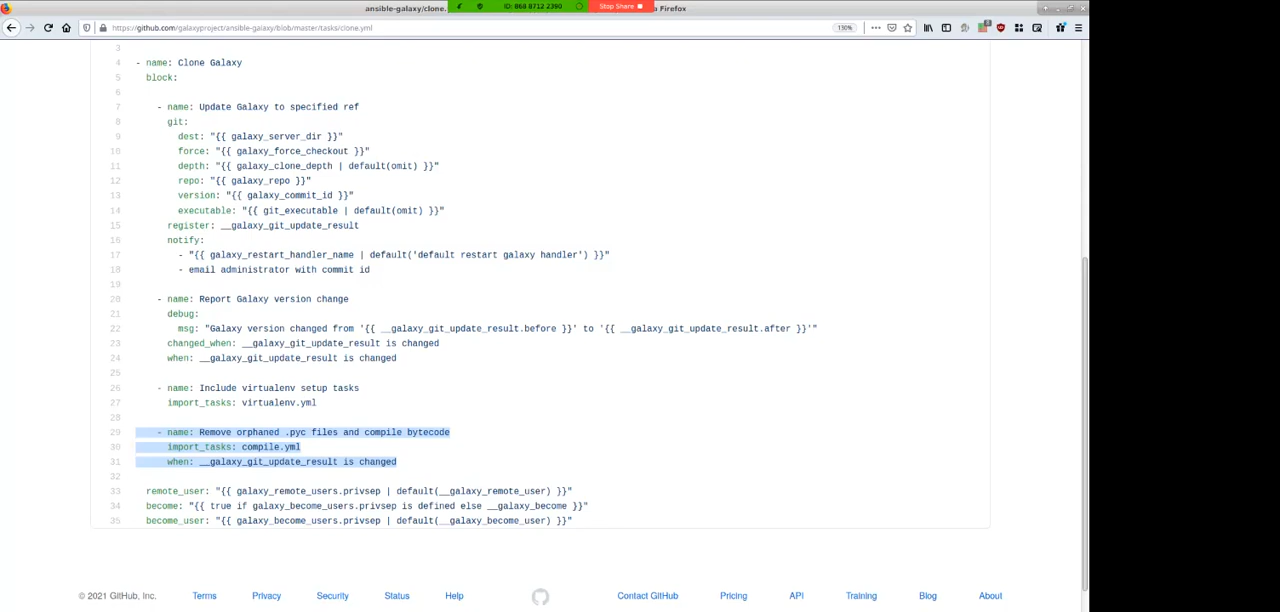 ansible-galaxy/clone.
ID: 868 8712 2380
Stop Share
a Firefox
https://github.com/galaxyproject/ansible-galaxy/blob/master/tasks/clone.yml
130%
3
4 - name: Clone Galaxy
5 block:
6
7 - name: Update Galaxy to specified ref
8 git:
9 dest: "{{ galaxy_server_dir }}"
10 force: "{{ galaxy_force_checkout }}"
11 depth: "{{ galaxy_clone_depth | default(omit) }}"
12 repo: "{{ galaxy_repo }}"
13 version: "{{ galaxy_commit_id }}"
14 executable: "{{ git_executable | default(omit) }}"
15 register: __galaxy_git_update_result
16 notify:
17 - "{{ galaxy_restart_handler_name | default('default restart galaxy handler') }}"
18 - email administrator with commit id
19
20 - name: Report Galaxy version change
21 debug:
22 msg: "Galaxy version changed from '{{ __galaxy_git_update_result.before }}' to '{{ __galaxy_git_update_result.after }}'"
23 changed_when: __galaxy_git_update_result is changed
24 when: __galaxy_git_update_result is changed
25
26 - name: Include virtualenv setup tasks
27 import_tasks: virtualenv.yml
28
29 - name: Remove orphaned .pyc files and compile bytecode
30 import_tasks: compile.yml
31 when: __galaxy_git_update_result is changed
32
33 remote_user: "{{ galaxy_remote_users.privsep | default(__galaxy_remote_user) }}"
34 become: "{{ true if galaxy_become_users.privsep is defined else __galaxy_become }}"
35 become_user: "{{ galaxy_become_users.privsep | default(__galaxy_become_user) }}"
© 2021 GitHub, Inc. Terms Privacy Security Status Help Contact GitHub Pricing API Training Blog About